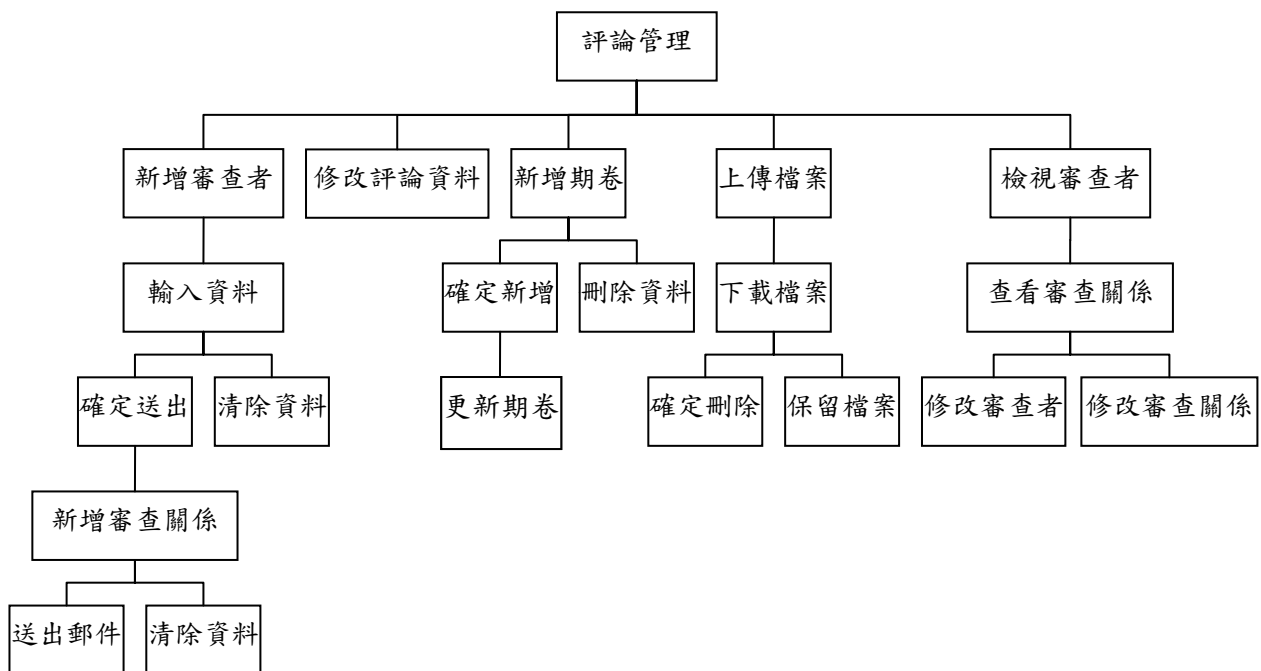 評論管理
新增審查者
修改評論資料
新增期卷
上傳檔案
檢視審查者
輸入資料
確定新增
刪除資料
下載檔案
查看審查關係
確定送出
清除資料
更新期卷
確定刪除
保留檔案
修改審查者
修改審查關係
新增審查關係
送出郵件
清除資料